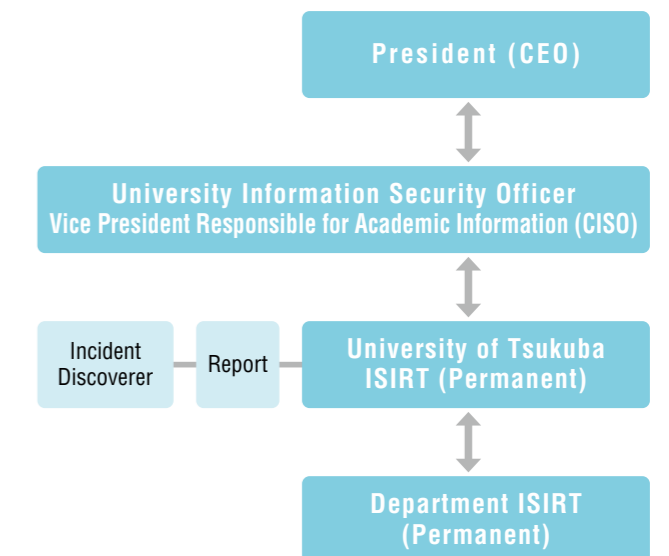 President (CEO)
University Information Security Officer
Vice President Responsible for Academic Information (CISO)
Incident
Discoverer
Report
University of Tsukuba
ISIRT (Permanent)
Department ISIRT
(Permanent)